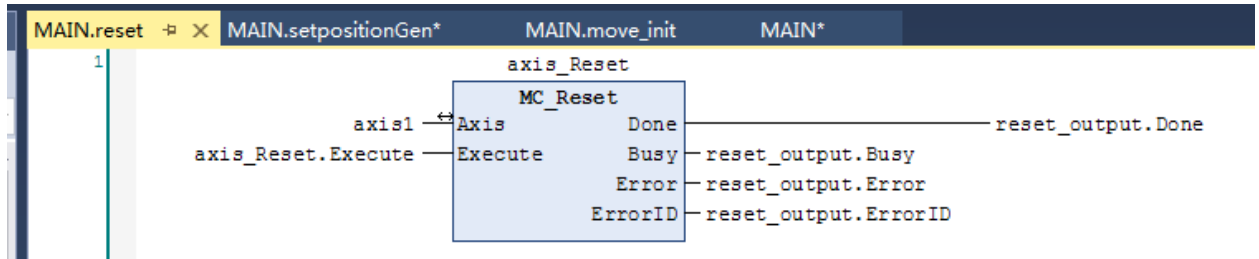 MAIN.reset MAIN.setpositionGen* MAIN.move_init MAIN*
1
axis_Reset
MC_Reset
axis1 Axis Done reset_output.Done
axis_Reset.Execute Execute Busy reset_output.Busy
Error reset_output.Error
ErrorID reset_output.ErrorID